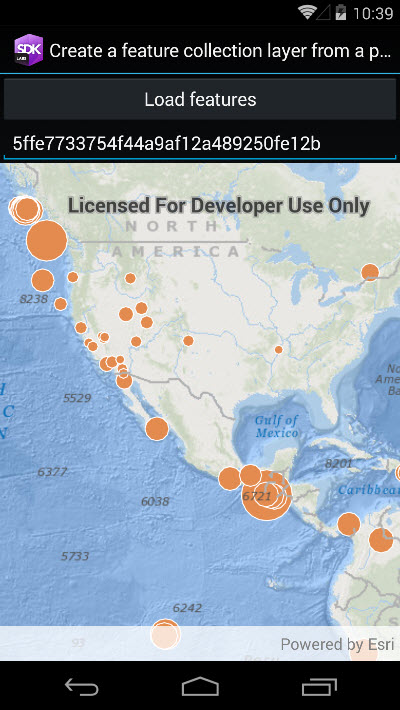 10:39
SDK
LABS
Create a feature collection layer from a p...
Load features
5ffe7733754f44a9af12a489250fe12b
Licensed For Developer Use Only
NORTH
AMERICA
8238
5529
Gulf of
Mexico
8201
6377
6721
Caribbea
6038
5733
6242
93
Powered by Esri